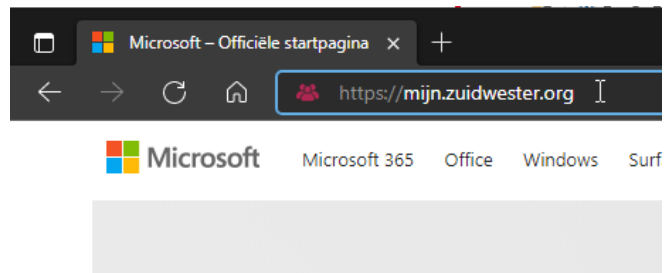 Microsoft – Officiële startpagina
https://mijn.zuidwester.org
Microsoft Microsoft 365 Office Windows Surf